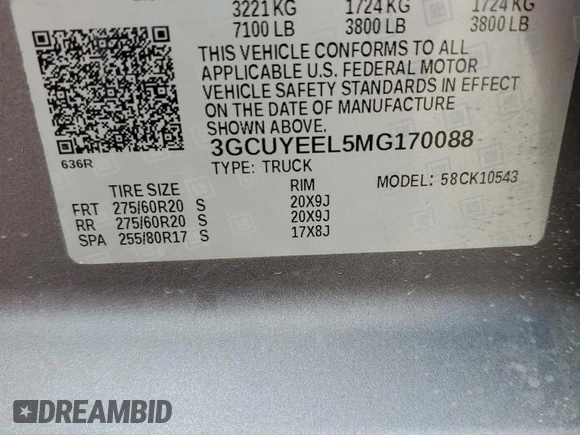 3221 KG 1724 KG 1724 KG
7100 LB 3800 LB 3800 LB
THIS VEHICLE CONFORMS TO ALL
APPLICABLE U.S. FEDERAL MOTOR
VEHICLE SAFETY STANDARDS IN EFFECT
ON THE DATE OF MANUFACTURE
SHOWN ABOVE.
636R
3GCUYEEL5MG170088
TYPE: TRUCK
MODEL: 58CK10543
TIRE SIZE RIM
FRT 275/60R20 S 20X9J
RR 275/60R20 S 20X9J
SPA 255/80R17 S 17X8J
DREAMBID